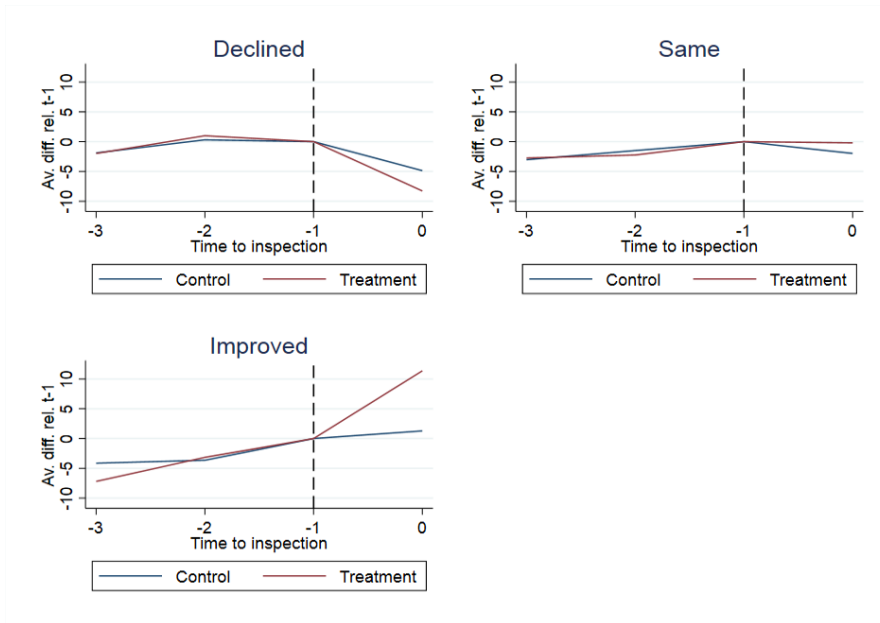 Declined
Av. diff. rel. t-1
10
5
0
-5
-10
-3 -2 -1 0
Time to inspection
Control Treatment
Same
Av. diff. rel. t-1
10
5
0
-5
-10
-3 -2 -1 0
Time to inspection
Control Treatment
Improved
Av. diff. rel. t-1
10
5
0
-5
-10
-3 -2 -1 0
Time to inspection
Control Treatment